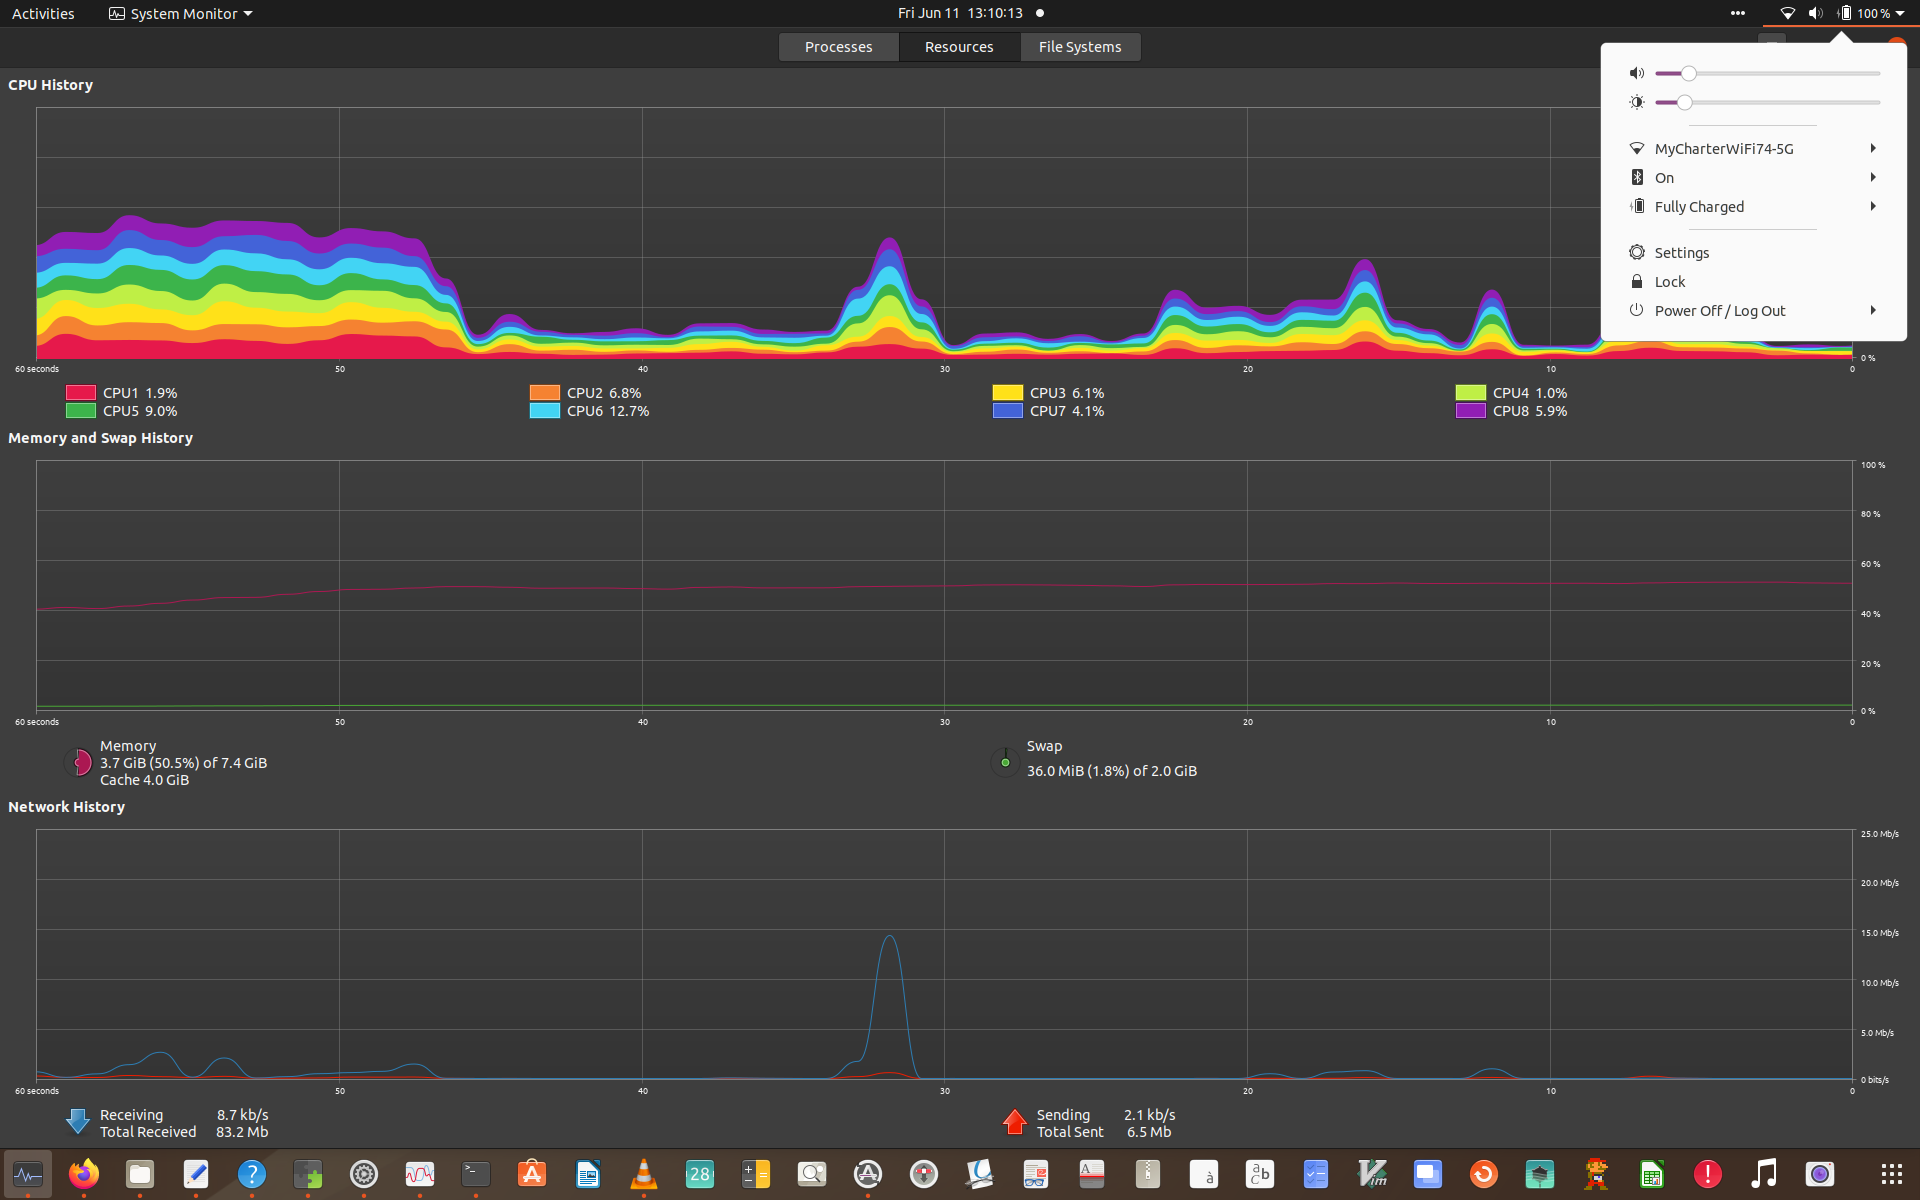 Activities System Monitor Fri Jun 11 13:10:13 100 %
Processes Resources File Systems
CPU History
MyCharterWiFi74-5G
On
Fully Charged
Settings
Lock
Power Off / Log Out
0 %
60 seconds 50 40 30 20 10 0
CPU1 1.9% CPU2 6.8% CPU3 6.1% CPU4 1.0%
CPU5 9.0% CPU6 12.7% CPU7 4.1% CPU8 5.9%
Memory and Swap History
100 %
80 %
60 %
40 %
20 %
0 %
60 seconds 50 40 30 20 10 0
Memory
3.7 GiB (50.5%) of 7.4 GiB
Cache 4.0 GiB
Swap
36.0 MiB (1.8%) of 2.0 GiB
Network History
25.0 Mb/s
20.0 Mb/s
15.0 Mb/s
10.0 Mb/s
5.0 Mb/s
0 bits/s
60 seconds 50 40 30 20 10 0
Receiving 8.7 kb/s
Total Received 83.2 Mb
Sending 2.1 kb/s
Total Sent 6.5 Mb
? >_ A 28 A à a b c Vim !